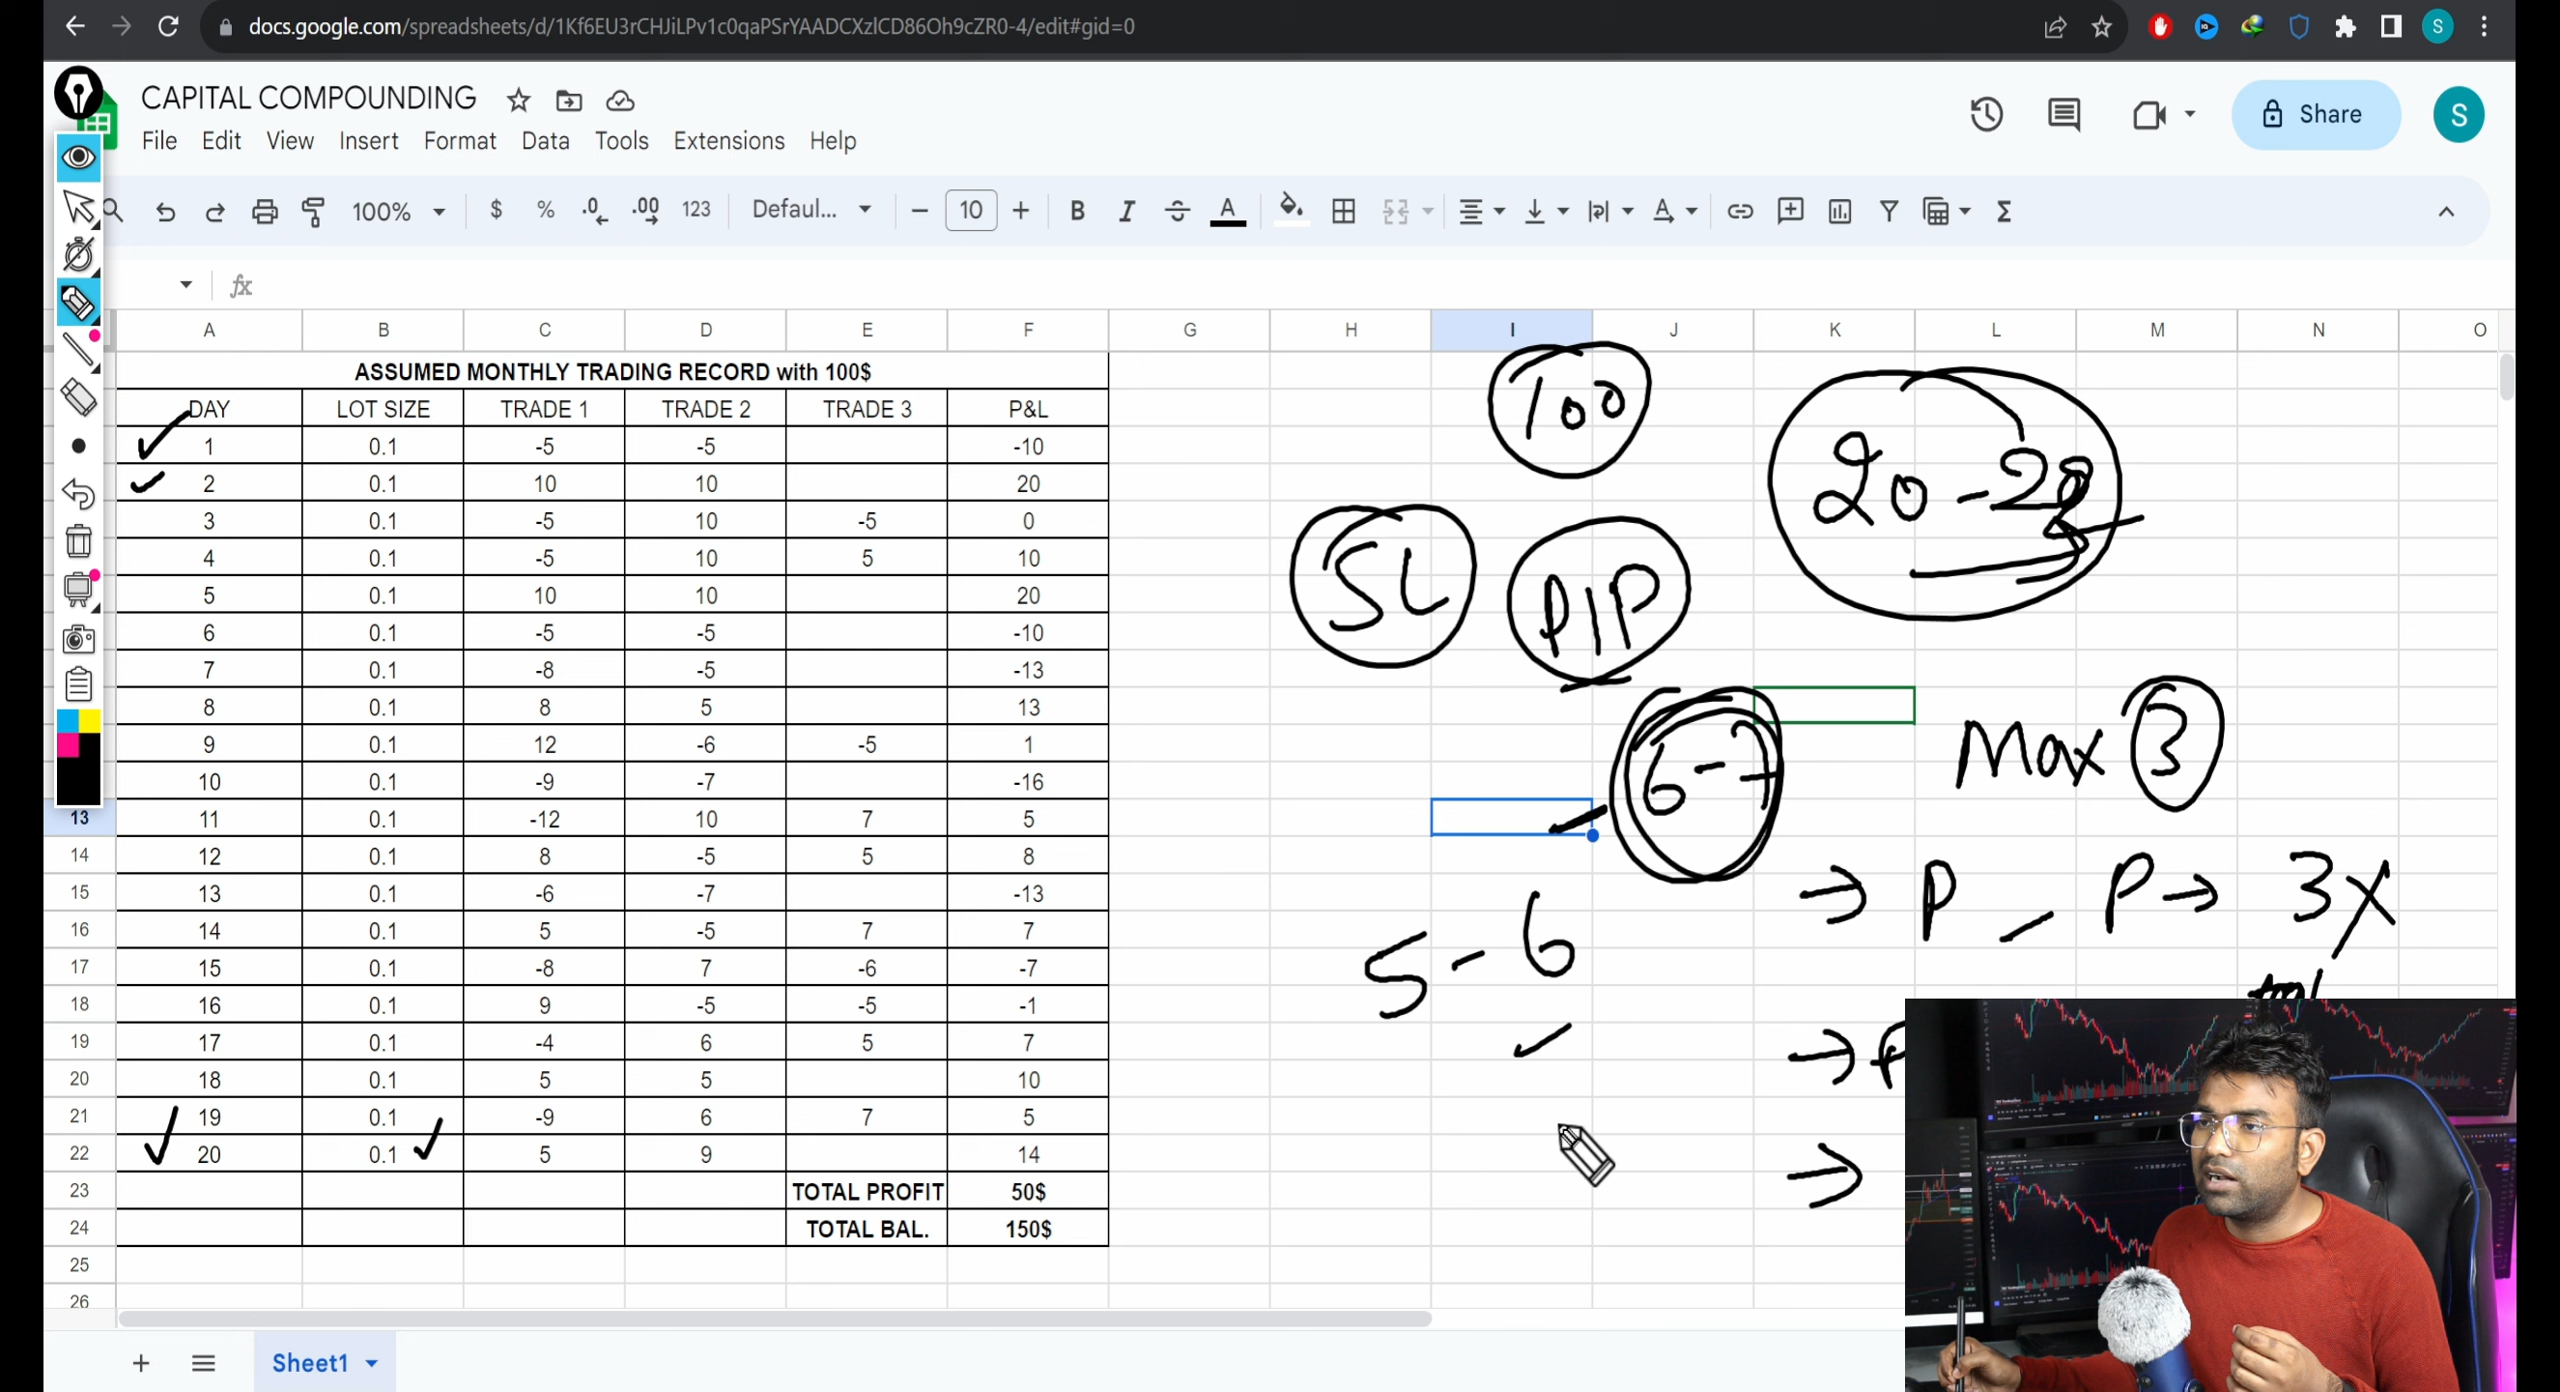 docs.google.com/spreadsheets/d/1Kf6EU3rCHJiLPv1c0qaPSrYAADCXzlCD86Oh9cZR0-4/edit#gid=0
S
CAPITAL COMPOUNDING
File Edit View Insert Format Data Tools Extensions Help
Share
S
100% $ % .0 .00 123 Defaul... 10 B I A
fx
A B C D E F G H I J K L M N O
ASSUMED MONTHLY TRADING RECORD with 100$
DAY LOT SIZE TRADE 1 TRADE 2 TRADE 3 P&L
1 0.1 -5 -5 -10
2 0.1 10 10 20
3 0.1 -5 10 -5 0
4 0.1 -5 10 5 10
5 0.1 10 10 20
6 0.1 -5 -5 -10
7 0.1 -8 -5 -13
8 0.1 8 5 13
9 0.1 12 -6 -5 1
10 0.1 -9 -7 -16
13 11 0.1 -12 10 7 5
14 12 0.1 8 -5 5 8
15 13 0.1 -6 -7 -13
16 14 0.1 5 -5 7 7
17 15 0.1 -8 7 -6 -7
18 16 0.1 9 -5 -5 -1
19 17 0.1 -4 6 5 7
20 18 0.1 5 5 10
21 19 0.1 -9 6 7 5
22 20 0.1 5 9 14
23 TOTAL PROFIT 50$
24 TOTAL BAL. 150$
25
26
100
20-28
SL PIP
6-7
Max 3
→ P - P → 3X
5-6
→
→
Sheet1